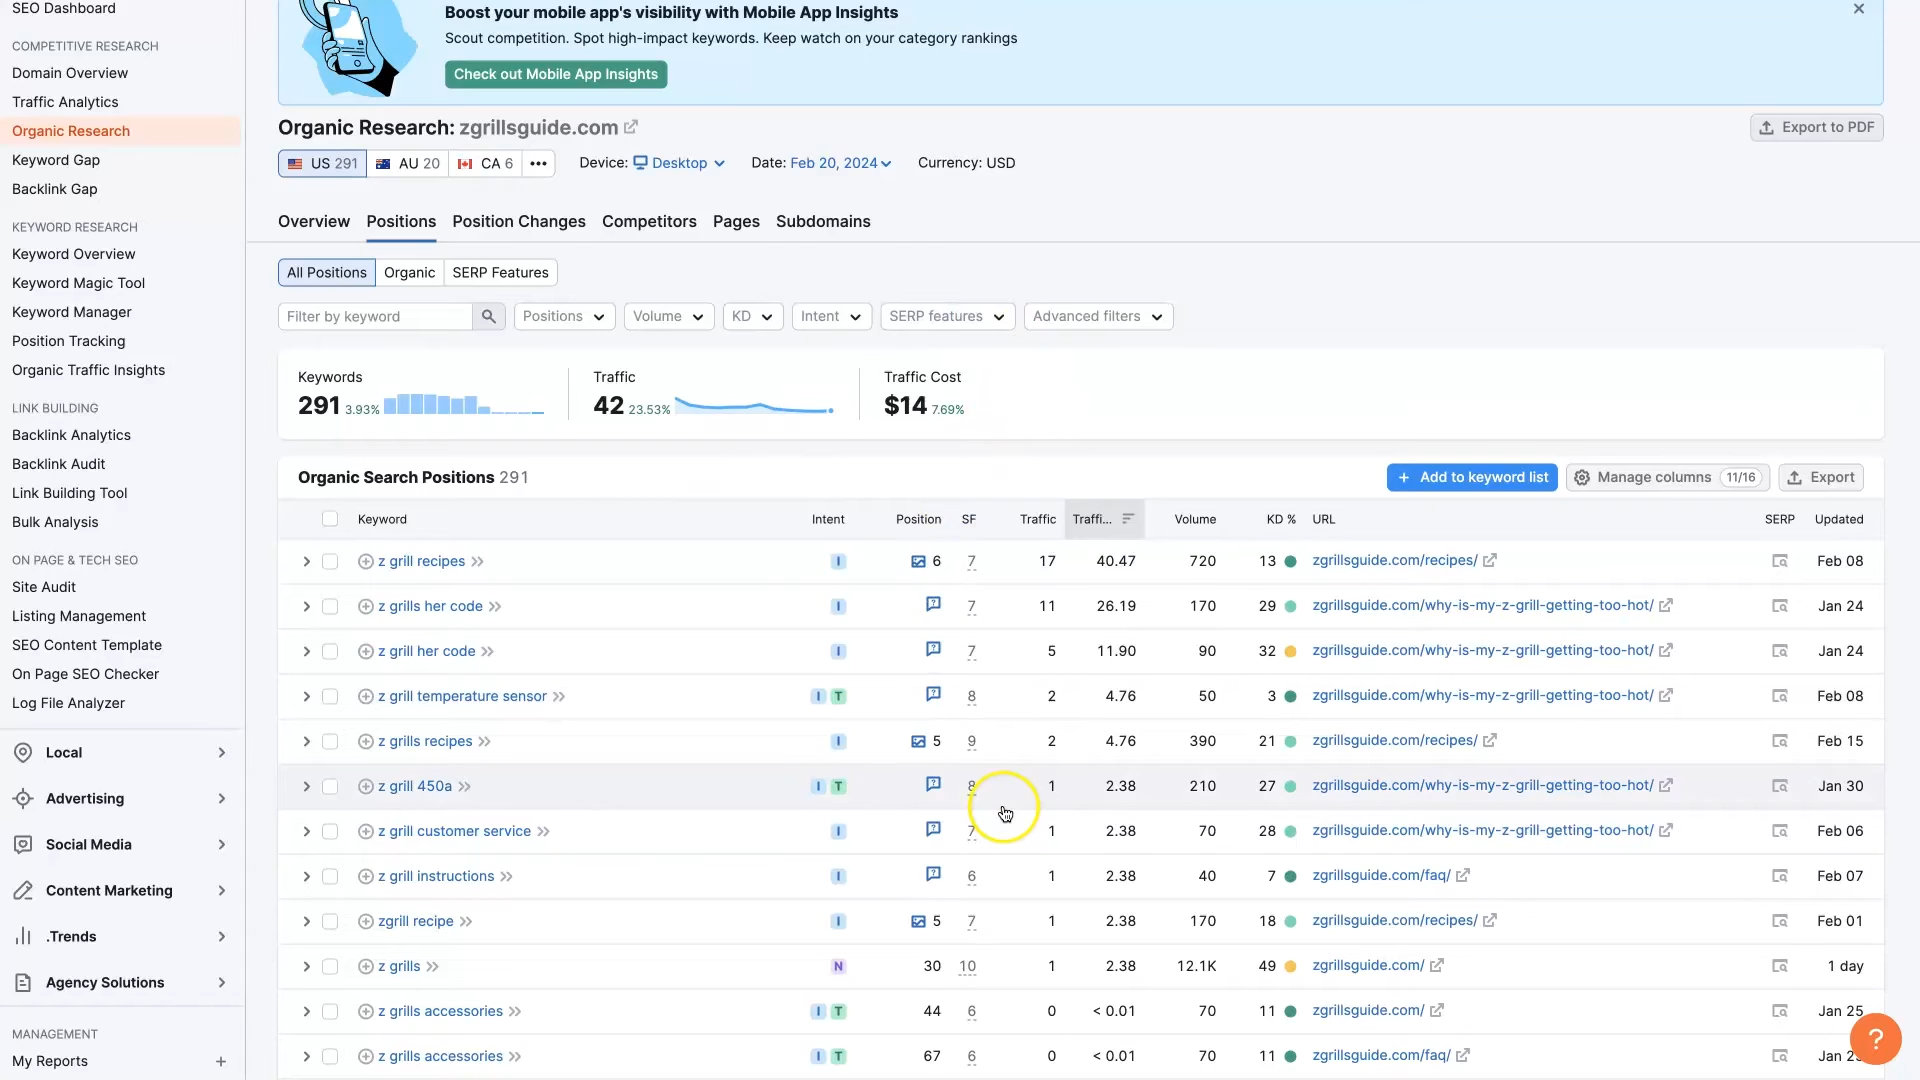 SEO Dashboard
COMPETITIVE RESEARCH
Domain Overview
Traffic Analytics
Organic Research
Keyword Gap
Backlink Gap
KEYWORD RESEARCH
Keyword Overview
Keyword Magic Tool
Keyword Manager
Position Tracking
Organic Traffic Insights
LINK BUILDING
Backlink Analytics
Backlink Audit
Link Building Tool
Bulk Analysis
ON PAGE & TECH SEO
Site Audit
Listing Management
SEO Content Template
On Page SEO Checker
Log File Analyzer
Local
Advertising
Social Media
Content Marketing
.Trends
Agency Solutions
MANAGEMENT
My Reports +
Boost your mobile app's visibility with Mobile App Insights
Scout competition. Spot high-impact keywords. Keep watch on your category rankings
Check out Mobile App Insights
Organic Research: zgrillsguide.com
Export to PDF
US 291 AU 20 CA 6 ••• Device: Desktop Date: Feb 20, 2024 Currency: USD
Overview Positions Position Changes Competitors Pages Subdomains
All Positions Organic SERP Features
Filter by keyword Positions Volume KD Intent SERP features Advanced filters
Keywords Traffic Traffic Cost
291 3.93% 42 23.53% $14 7.69%
Organic Search Positions 291 + Add to keyword list Manage columns 11/16 Export
Keyword Intent Position SF Traffic Traffi... Volume KD % URL SERP Updated
z grill recipes I 6 7 17 40.47 720 13 zgrillsguide.com/recipes/ Feb 08
z grills her code I 7 11 26.19 170 29 zgrillsguide.com/why-is-my-z-grill-getting-too-hot/ Jan 24
z grill her code I 7 5 11.90 90 32 zgrillsguide.com/why-is-my-z-grill-getting-too-hot/ Jan 24
z grill temperature sensor I T 8 2 4.76 50 3 zgrillsguide.com/why-is-my-z-grill-getting-too-hot/ Feb 08
z grills recipes I 5 9 2 4.76 390 21 zgrillsguide.com/recipes/ Feb 15
z grill 450a I T 8 1 2.38 210 27 zgrillsguide.com/why-is-my-z-grill-getting-too-hot/ Jan 30
z grill customer service I 7 1 2.38 70 28 zgrillsguide.com/why-is-my-z-grill-getting-too-hot/ Feb 06
z grill instructions I 6 1 2.38 40 7 zgrillsguide.com/faq/ Feb 07
zgrill recipe I 5 7 1 2.38 170 18 zgrillsguide.com/recipes/ Feb 01
z grills N 30 10 1 2.38 12.1K 49 zgrillsguide.com/ 1 day
z grills accessories I T 44 6 0 < 0.01 70 11 zgrillsguide.com/ Jan 25
z grills accessories I T 67 6 0 < 0.01 70 11 zgrillsguide.com/faq/ Jan
?